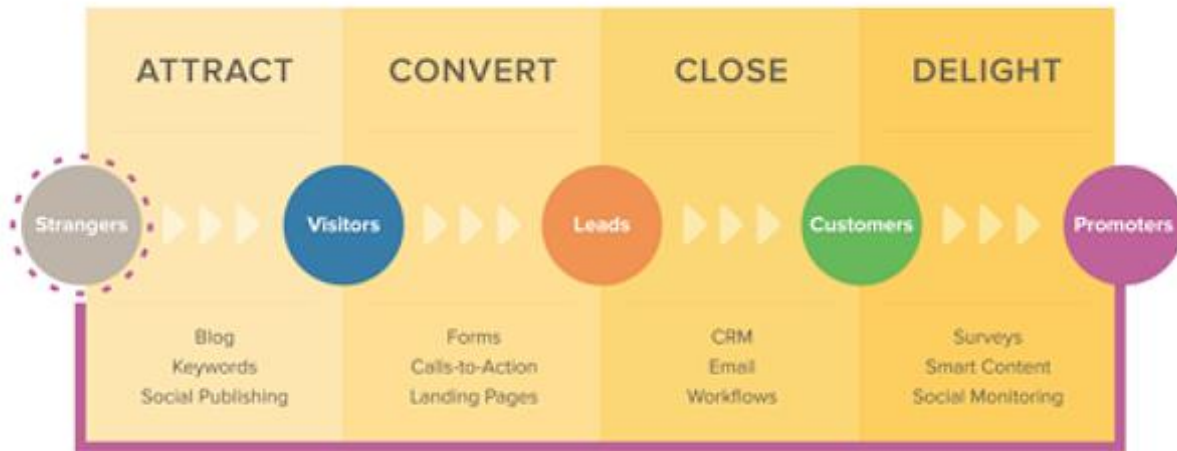 ATTRACT
CONVERT
CLOSE
DELIGHT
Strangers
Visitors
Leads
Customers
Promoters
Blog
Keywords
Social Publishing
Forms
Calls-to-Action
Landing Pages
CRM
Email
Workflows
Surveys
Smart Content
Social Monitoring